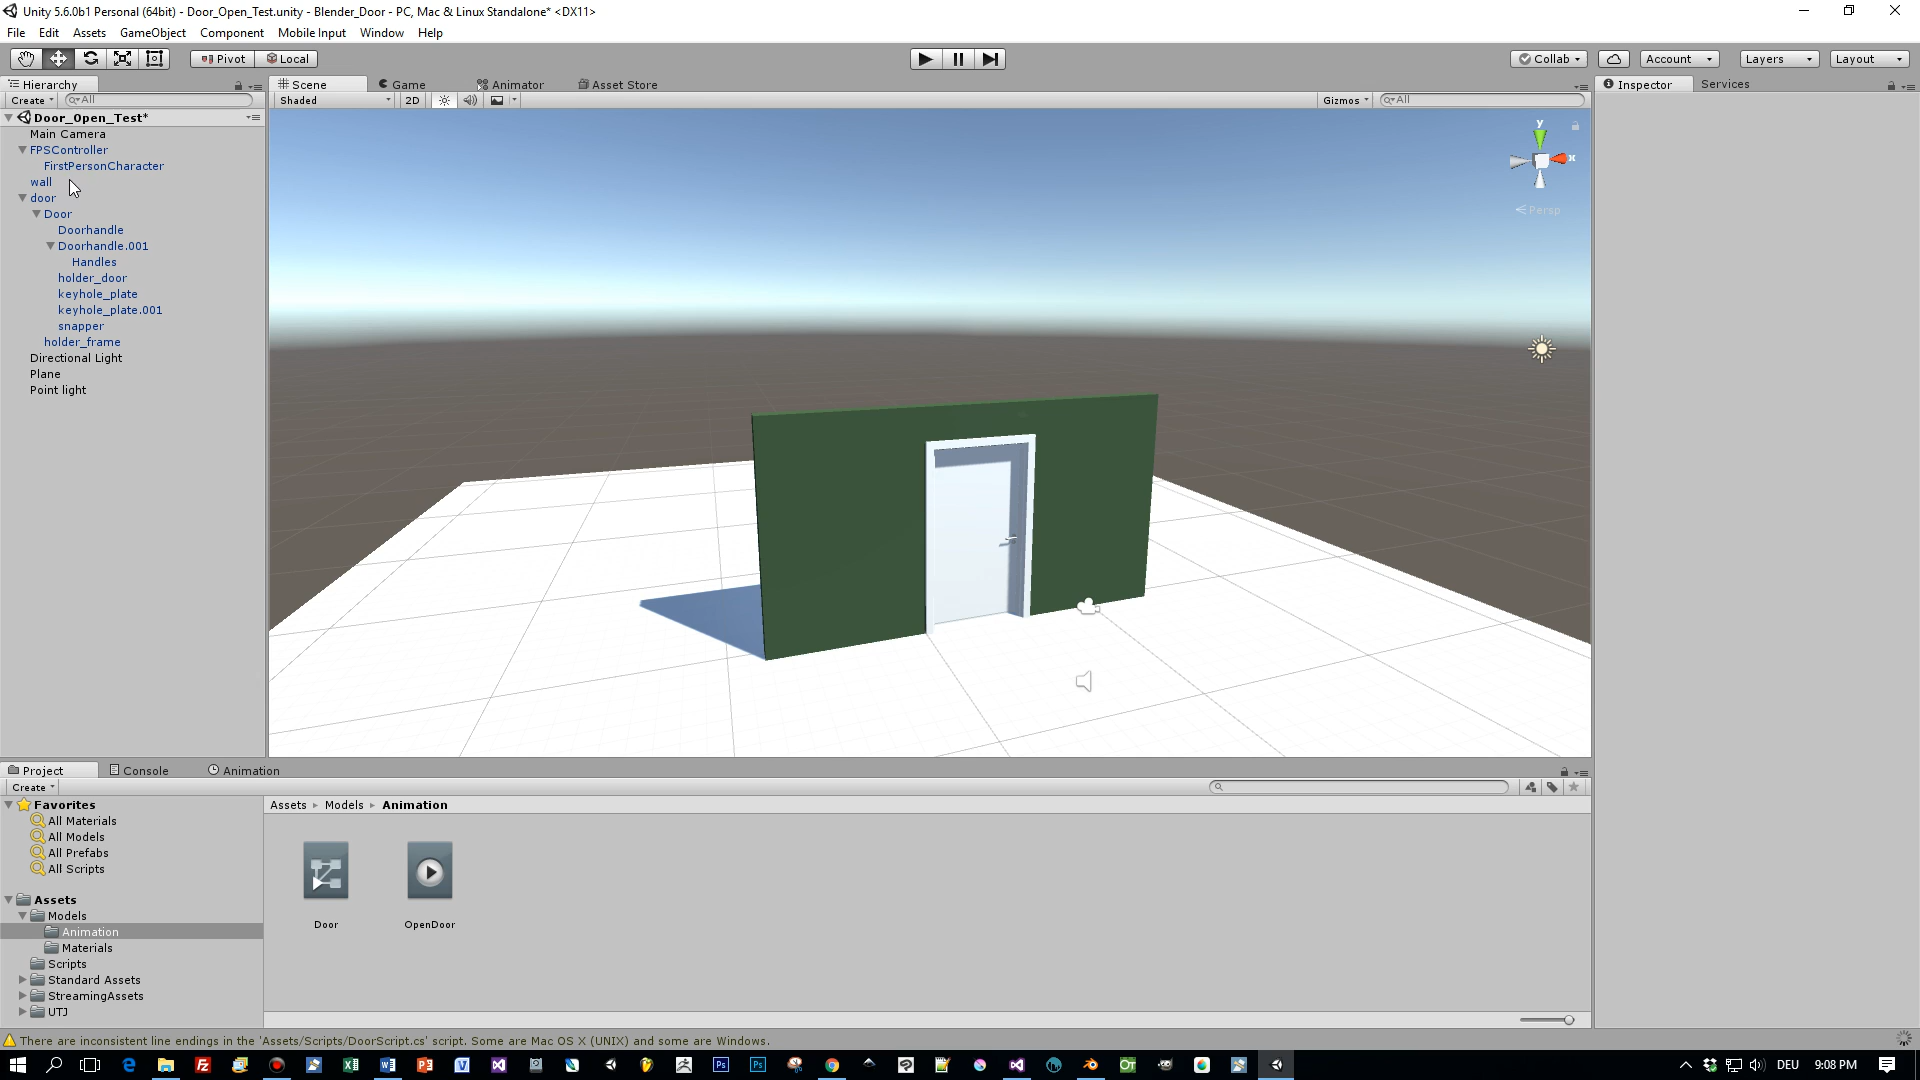 Unity 5.6.0b1 Personal (64bit) - Door_Open_Test.unity - Blender_Door - PC, Mac & Linux Standalone* <DX11>
File Edit Assets GameObject Component Mobile Input Window Help
Pivot Local Collab Account Layers Layout
Hierarchy Scene Game Animator Asset Store Inspector Services
Create All Shaded 2D Gizmos All
Door_Open_Test*
Main Camera
FPSController
FirstPersonCharacter
wall
door
Door
Doorhandle
Doorhandle.001
Handles
holder_door
keyhole_plate
keyhole_plate.001
snapper
holder_frame
Directional Light
Plane
Point light
y
x
Persp
Project Console Animation
Create
Favorites
All Materials
All Models
All Prefabs
All Scripts
Assets
Models
Animation
Materials
Scripts
Standard Assets
StreamingAssets
UTJ
Assets Models Animation
Door OpenDoor
There are inconsistent line endings in the 'Assets/Scripts/DoorScript.cs' script. Some are Mac OS X (UNIX) and some are Windows.
DEU 9:08 PM